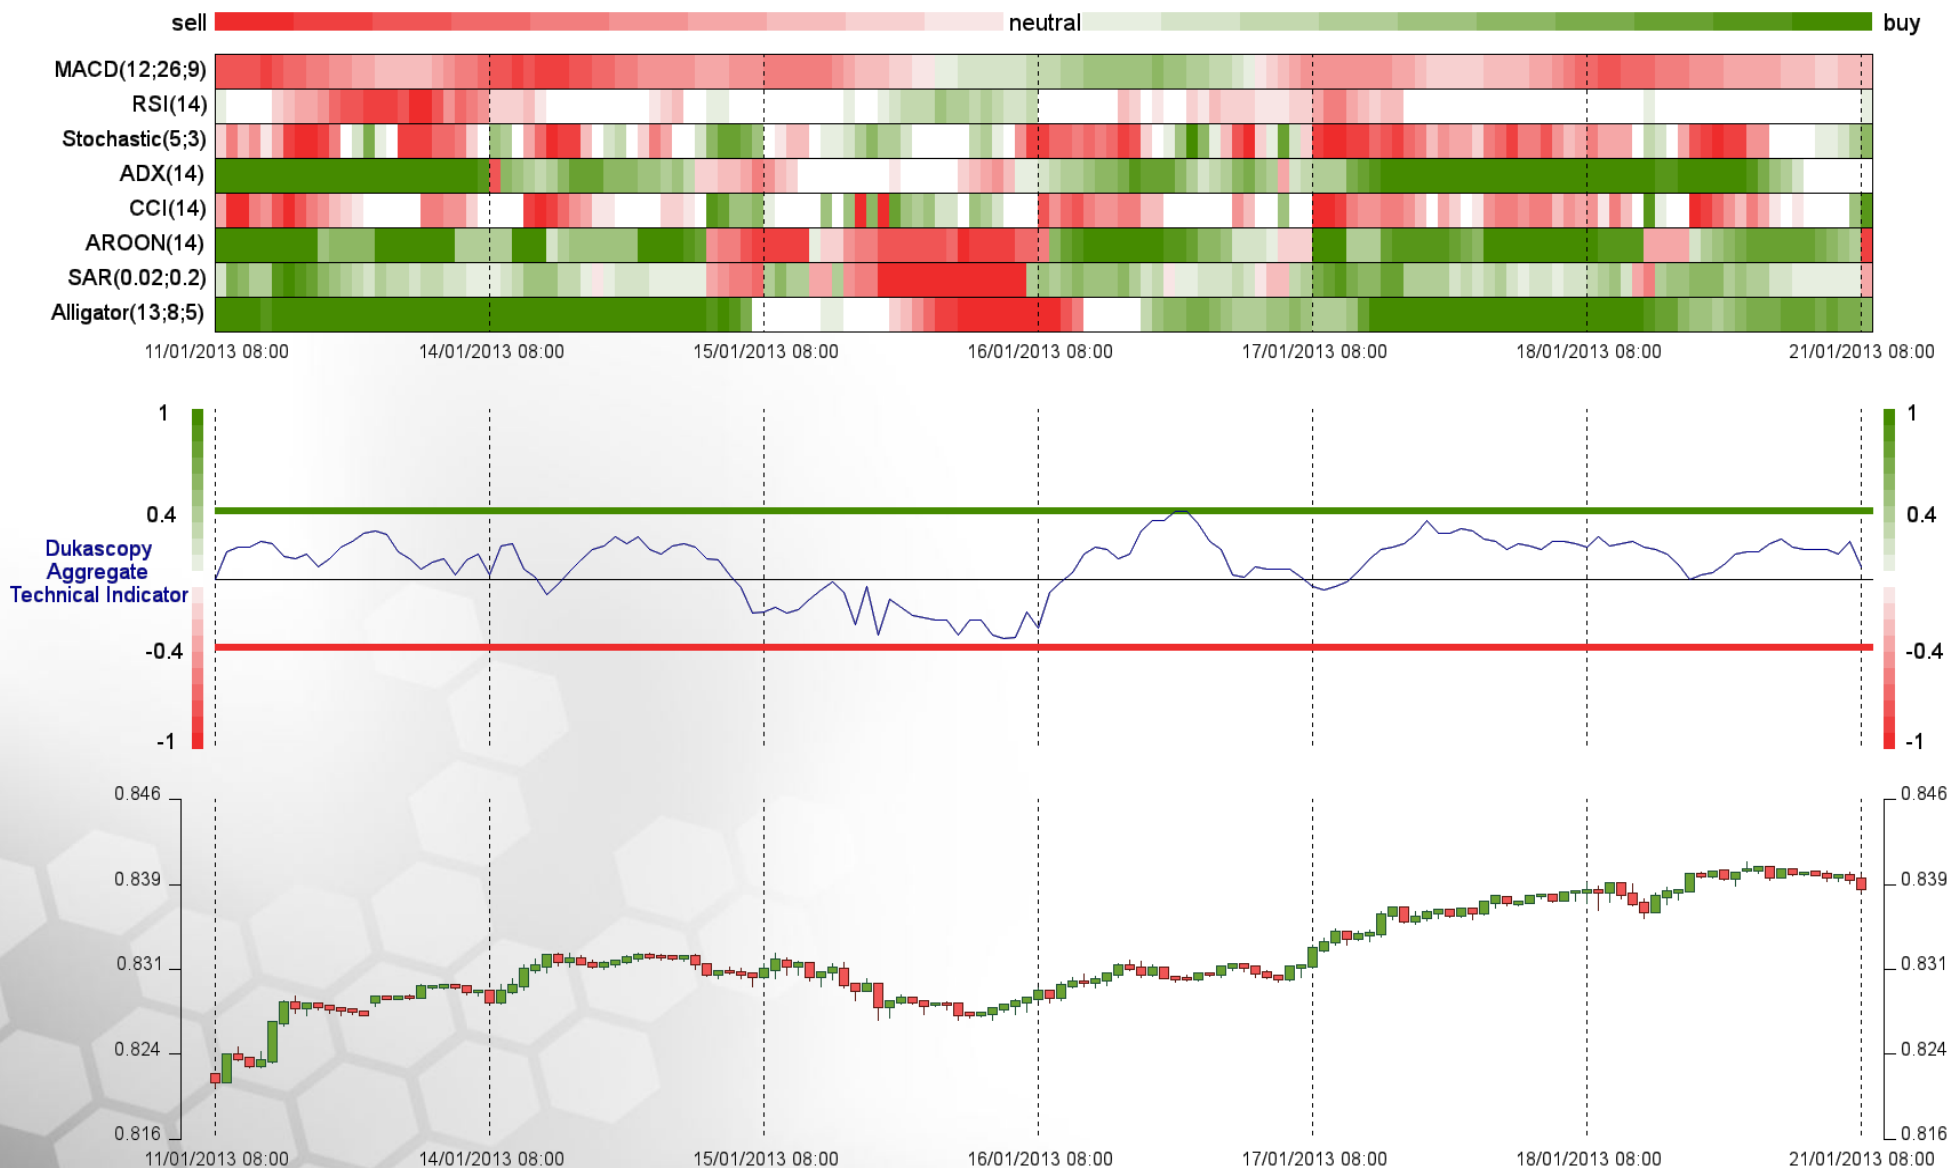 sell neutral buy
MACD(12;26;9)
RSI(14)
Stochastic(5;3)
ADX(14)
CCI(14)
AROON(14)
SAR(0.02;0.2)
Alligator(13;8;5)
11/01/2013 08:00 14/01/2013 08:00 15/01/2013 08:00 16/01/2013 08:00 17/01/2013 08:00 18/01/2013 08:00 21/01/2013 08:00
1 1
0.4 0.4
Dukascopy
Aggregate
Technical Indicator
-0.4 -0.4
-1 -1
0.846 0.846
0.839 0.839
0.831 0.831
0.824 0.824
0.816 0.816
11/01/2013 08:00 14/01/2013 08:00 15/01/2013 08:00 16/01/2013 08:00 17/01/2013 08:00 18/01/2013 08:00 21/01/2013 08:00